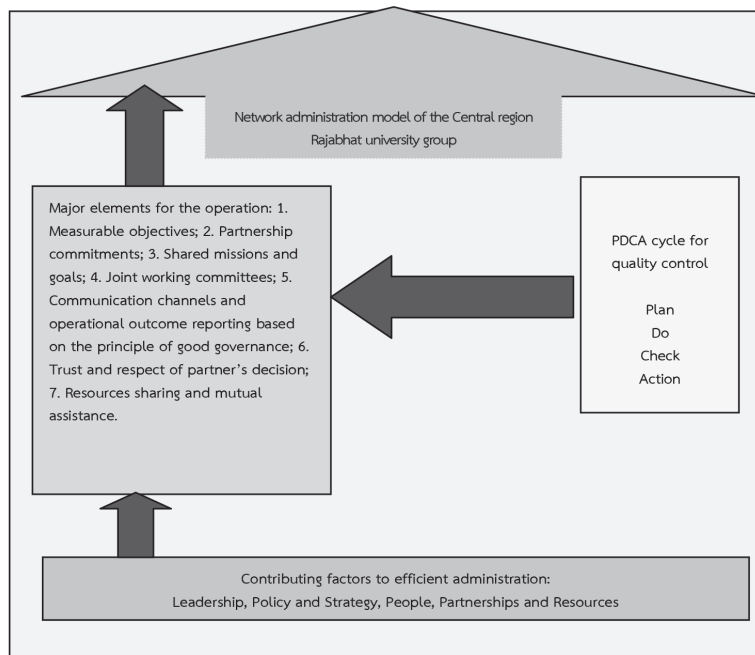 Network administration model of the Central region
Rajabhat university group
Major elements for the operation: 1.
Measurable objectives; 2. Partnership
commitments; 3. Shared missions and
goals; 4. Joint working committees; 5.
Communication channels and
operational outcome reporting based
on the principle of good governance; 6.
Trust and respect of partner's decision;
7. Resources sharing and mutual
assistance.
PDCA cycle for
quality control
Plan
Do
Check
Action
Contributing factors to efficient administration:
Leadership, Policy and Strategy, People, Partnerships and Resources